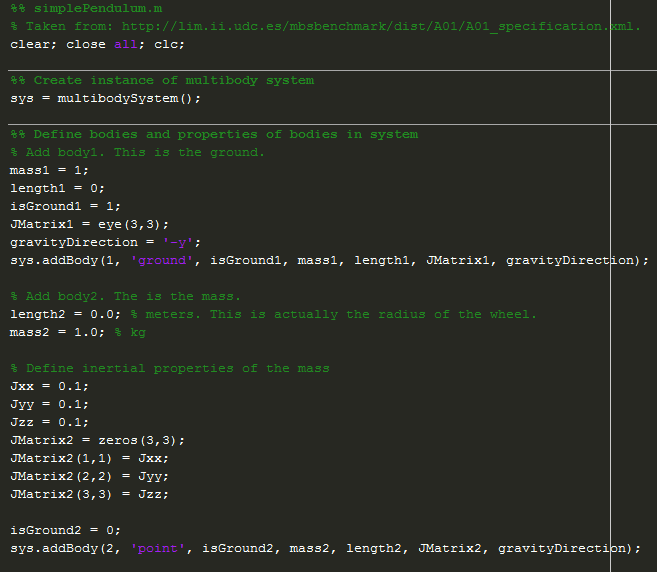 %% simplePendulum.m
% Taken from: http://lim.ii.udc.es/mbsbenchmark/dist/A01/A01_specification.xml.
clear; close all; clc;
%% Create instance of multibody system
sys = multibodySystem();
%% Define bodies and properties of bodies in system
% Add body1. This is the ground.
mass1 = 1;
length1 = 0;
isGround1 = 1;
JMatrix1 = eye(3,3);
gravityDirection = '-y';
sys.addBody(1, 'ground', isGround1, mass1, length1, JMatrix1, gravityDirection);
% Add body2. The is the mass.
length2 = 0.0; % meters. This is actually the radius of the wheel.
mass2 = 1.0; % kg
% Define inertial properties of the mass
Jxx = 0.1;
Jyy = 0.1;
Jzz = 0.1;
JMatrix2 = zeros(3,3);
JMatrix2(1,1) = Jxx;
JMatrix2(2,2) = Jyy;
JMatrix2(3,3) = Jzz;
isGround2 = 0;
sys.addBody(2, 'point', isGround2, mass2, length2, JMatrix2, gravityDirection);